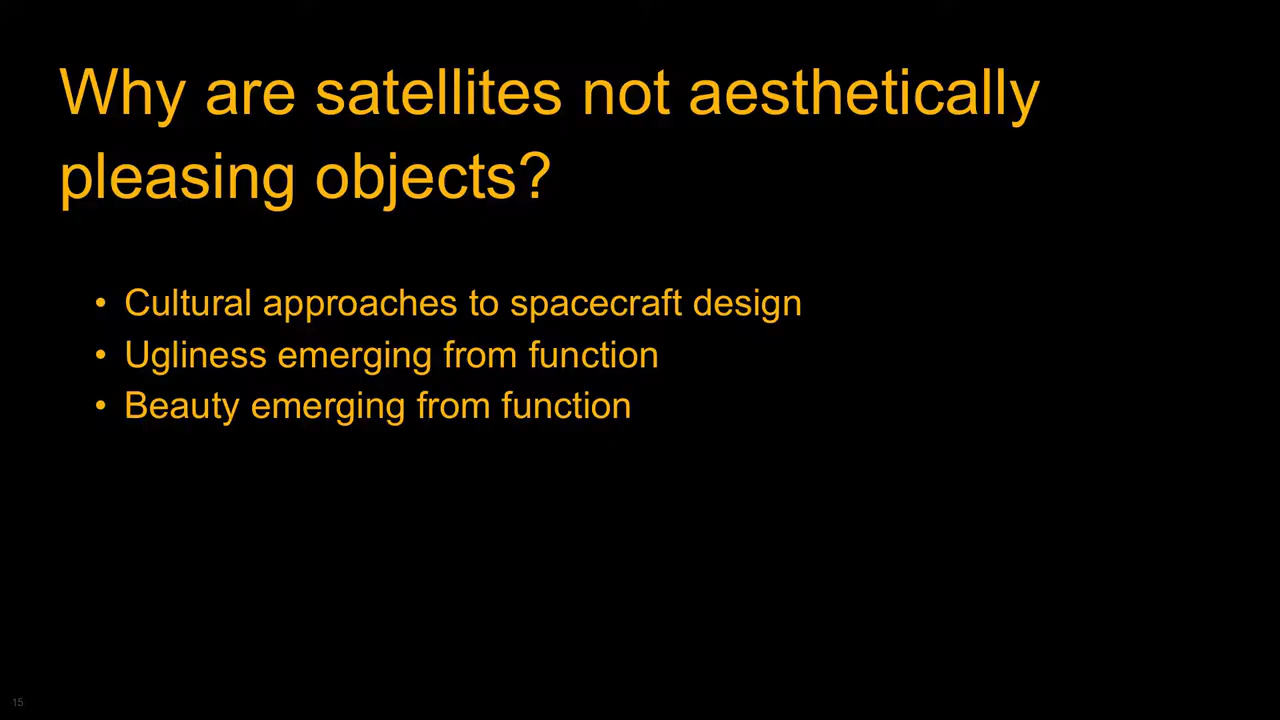 Why are satellites not aesthetically
pleasing objects?
• Cultural approaches to spacecraft design
• Ugliness emerging from function
• Beauty emerging from function
15